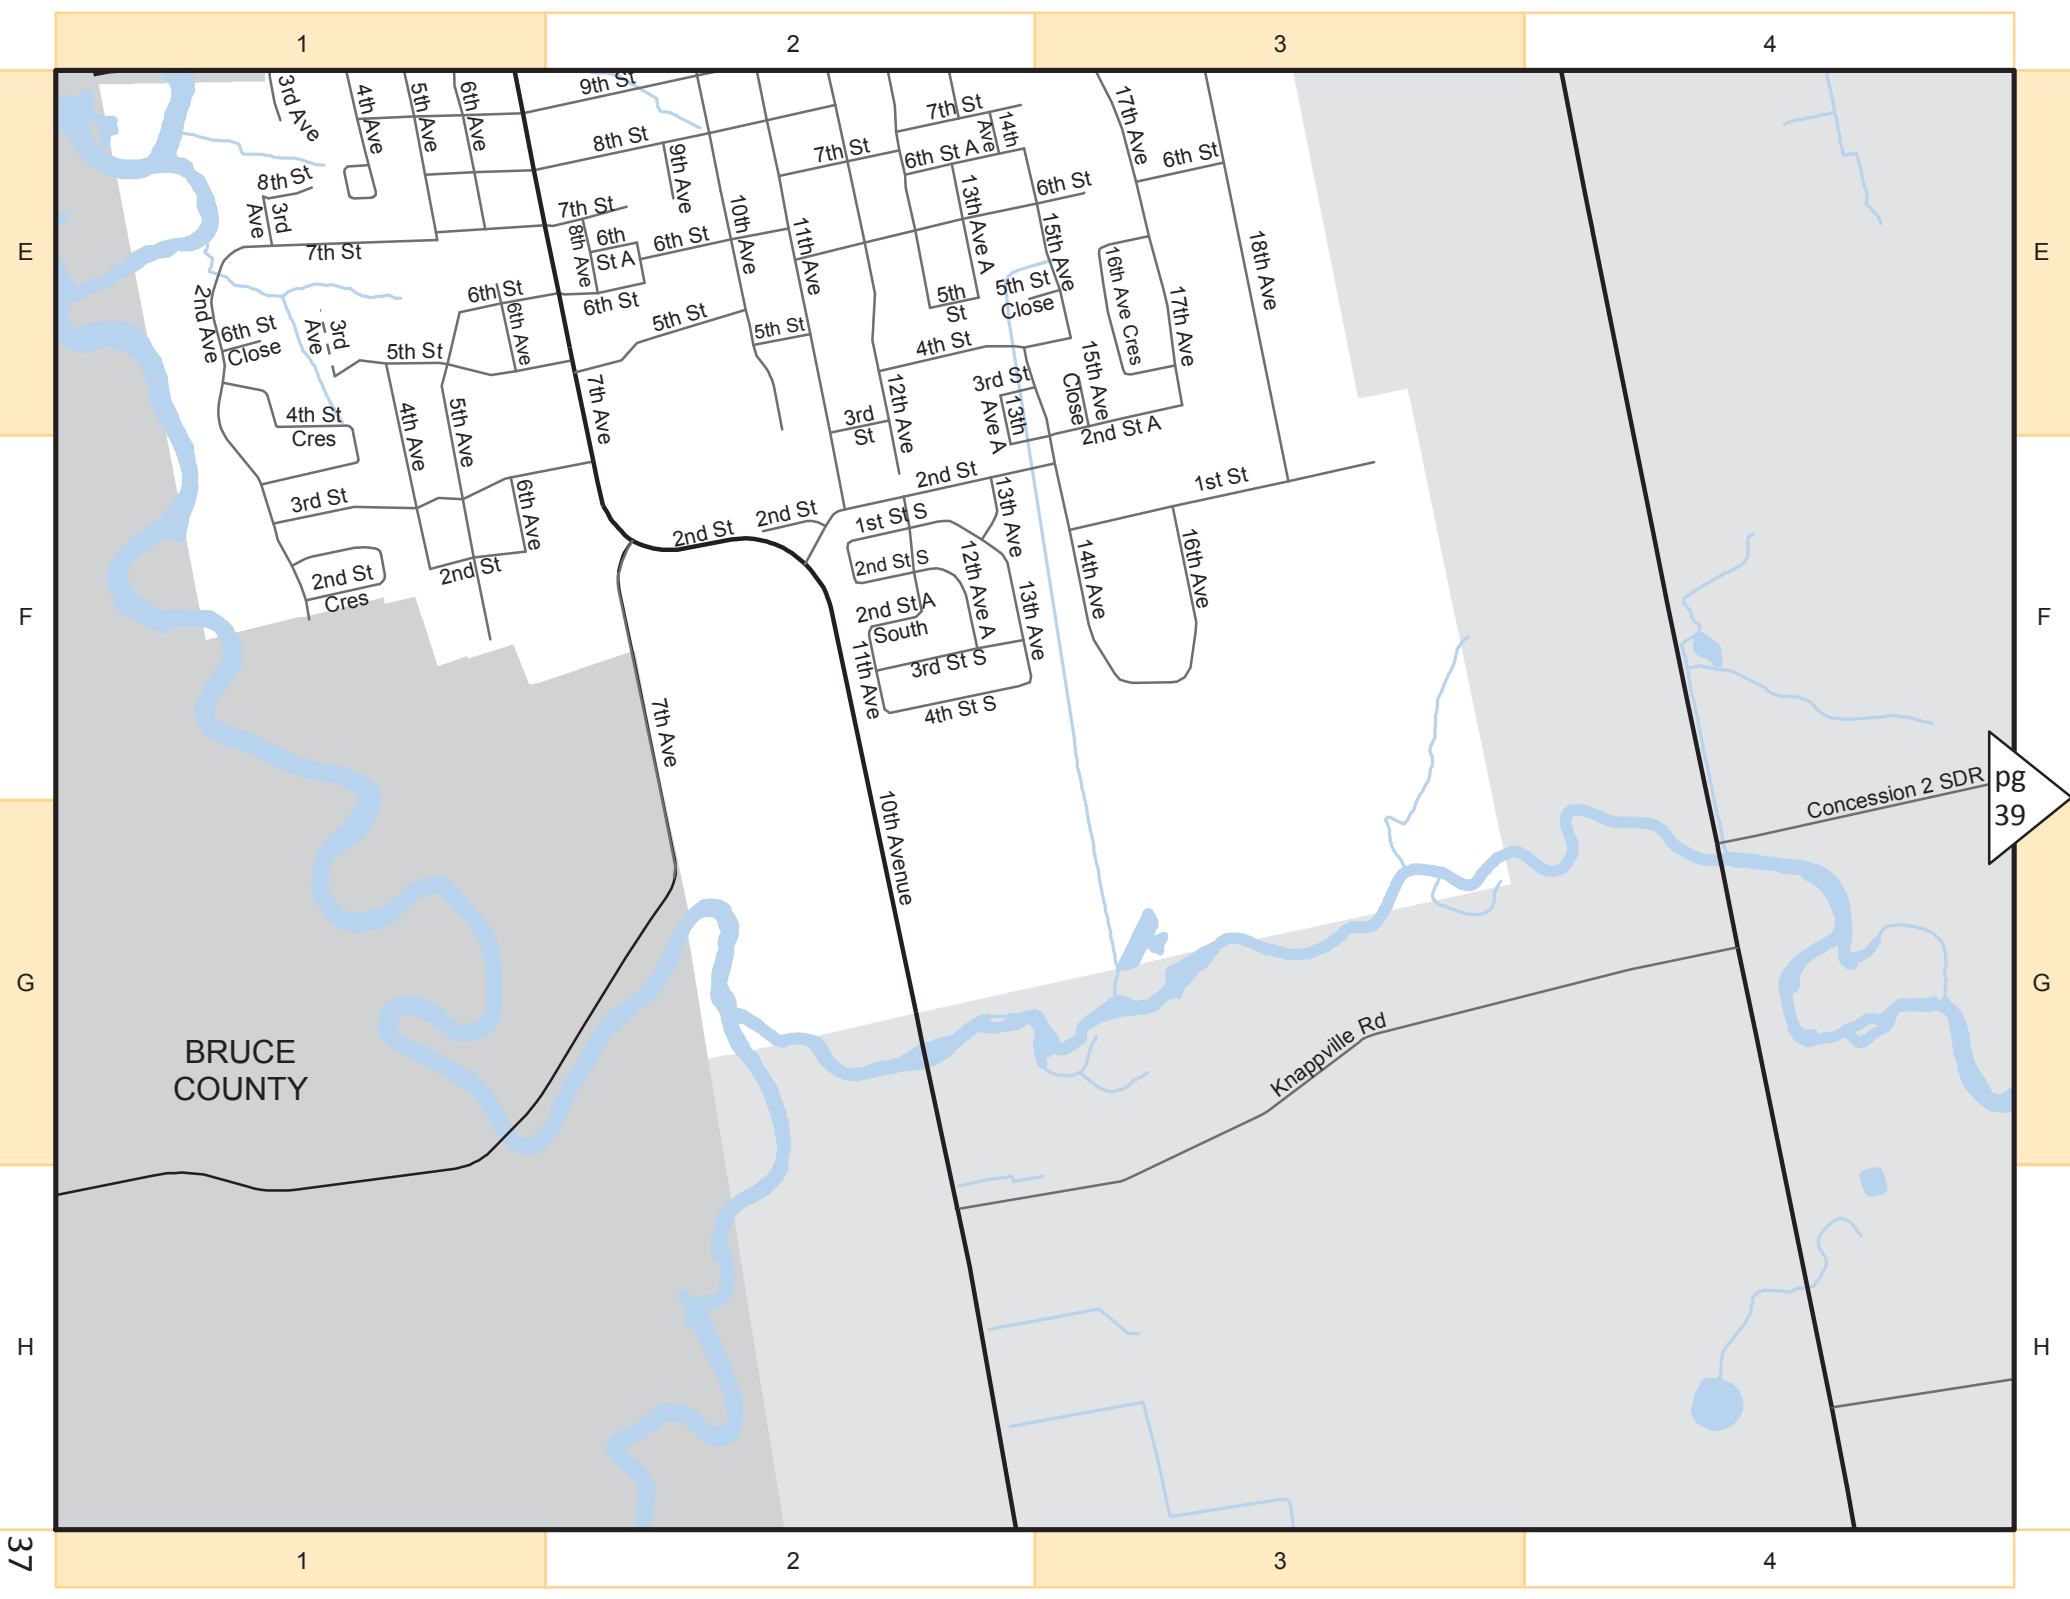 1
2
3
4
E
F
G
H
E
F
G
H
3rd Ave
4th Ave
5th Ave
6th Ave
9th St
8th St
7th St
14th
Ave
17th Ave
6th St
7th St
6th St A
9th Ave
8th St
3rd
Ave
7th St
7th St
8th Ave
6th
St A
6th St
10th Ave
11th Ave
13th Ave A
6th St
15th Ave
18th Ave
2nd Ave
6th St
Close
3rd
Ave
6th St
6th Ave
6th St
5th St
5th St
5th St
5th
St
5th St
Close
16th Ave Cres
17th Ave
4th St
4th St
Cres
4th Ave
5th Ave
7th Ave
3rd
St
12th Ave
3rd St
13th
Ave A
15th Ave
Close
2nd St A
3rd St
6th Ave
2nd St
2nd St
Cres
2nd St
2nd St
2nd St
1st St
1st St S
13th Ave
2nd St S
12th Ave A
2nd St A
South
13th Ave
14th Ave
16th Ave
11th Ave
3rd St S
4th St S
7th Ave
10th Avenue
Concession 2 SDR
pg
39
Knappville Rd
BRUCE
COUNTY
37
1
2
3
4